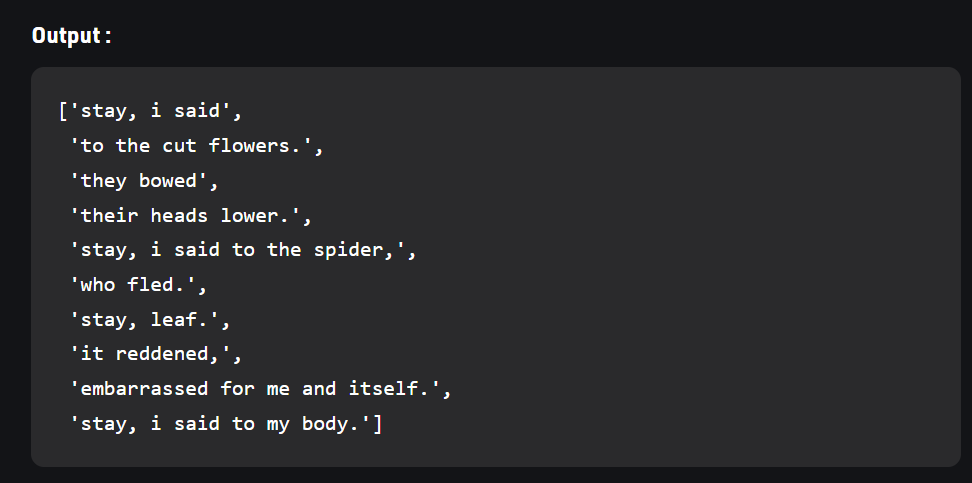 Output:
['stay, i said',
'to the cut flowers.',
'they bowed',
'their heads lower.',
'stay, i said to the spider,',
'who fled.',
'stay, leaf.',
'it reddened,',
'embarrassed for me and itself.',
'stay, i said to my body.']